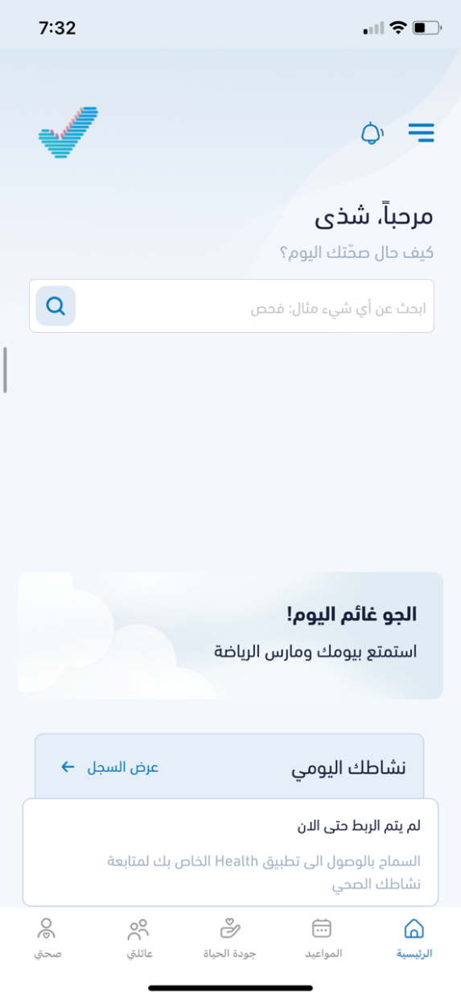 7:32
مرحباً، شذى
كيف حال صحّتك اليوم؟
ابحث عن أي شيء مثال: فحص
الجو غائم اليوم!
استمتع بيومك ومارس الرياضة
نشاطك اليومي
عرض السجل
لم يتم الربط حتى الان
السماح بالوصول الى تطبيق Health الخاص بك لمتابعة
نشاطك الصحي
الرئيسية
المواعيد
جودة الحياة
عائلتي
صحتي